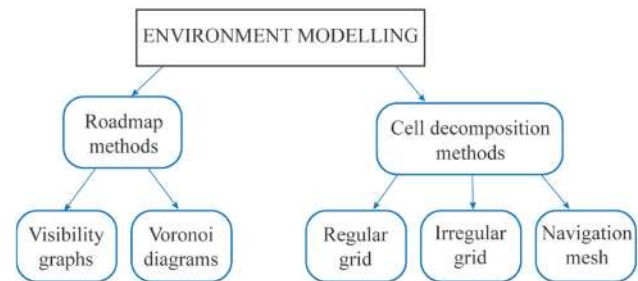 ENVIRONMENT MODELLING
Roadmap
methods
Cell decomposition
methods
Visibility
graphs
Voronoi
diagrams
Regular
grid
Irregular
grid
Navigation
mesh